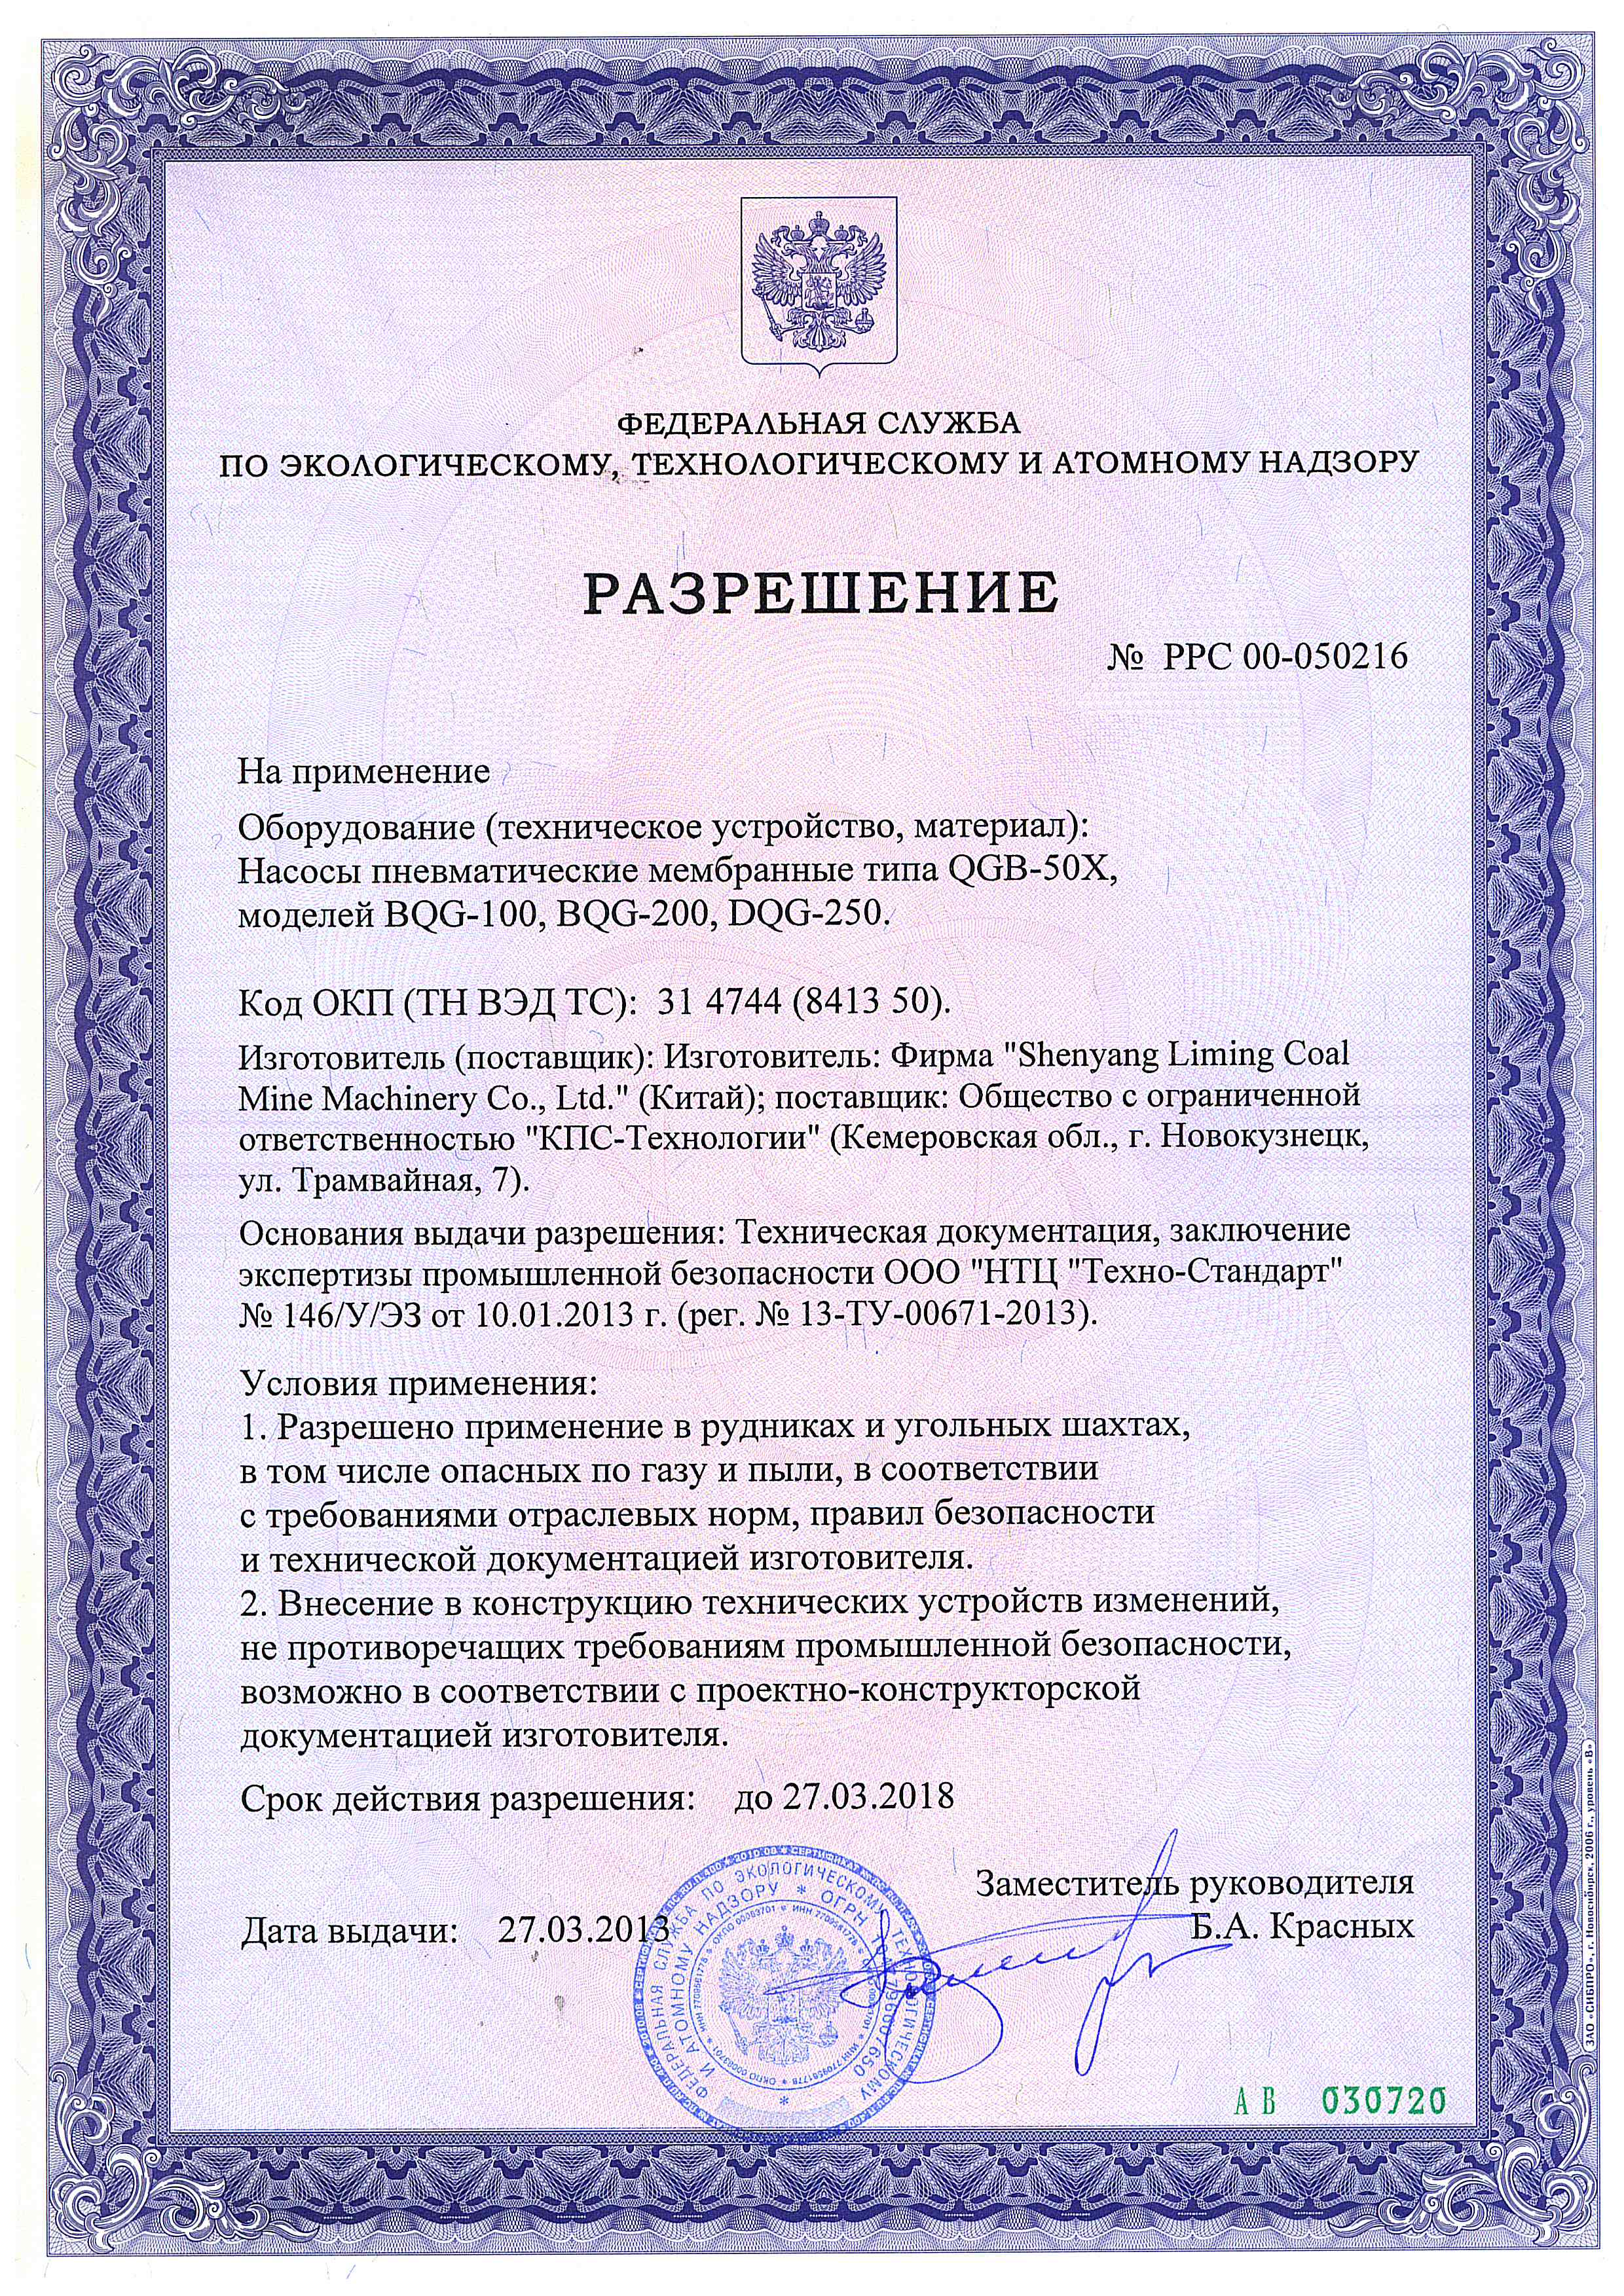 ФЕДЕРАЛЬНАЯ СЛУЖБА
ПО ЭКОЛОГИЧЕСКОМУ, ТЕХНОЛОГИЧЕСКОМУ И АТОМНОМУ НАДЗОРУ
РАЗРЕШЕНИЕ
№ РРС 00-050216
На применение
Оборудование (техническое устройство, материал):
Насосы пневматические мембранные типа QGB-50X,
моделей BQG-100, BQG-200, DQG-250.
Код ОКП (ТН ВЭД ТС): 31 4744 (8413 50).
Изготовитель (поставщик): Изготовитель: Фирма "Shenyang Liming Coal
Mine Machinery Co., Ltd." (Китай); поставщик: Общество с ограниченной
ответственностью "КПС-Технологии" (Кемеровская обл., г. Новокузнецк,
ул. Трамвайная, 7).
Основания выдачи разрешения: Техническая документация, заключение
экспертизы промышленной безопасности ООО "НТЦ "Техно-Стандарт"
№ 146/У/ЭЗ от 10.01.2013 г. (рег. № 13-ТУ-00671-2013).
Условия применения:
1. Разрешено применение в рудниках и угольных шахтах,
в том числе опасных по газу и пыли, в соответствии
с требованиями отраслевых норм, правил безопасности
и технической документацией изготовителя.
2. Внесение в конструкцию технических устройств изменений,
не противоречащих требованиям промышленной безопасности,
возможно в соответствии с проектно-конструкторской
документацией изготовителя.
Срок действия разрешения: до 27.03.2018
Заместитель руководителя
Дата выдачи: 27.03.2013
Б.А. Красных
ФЕДЕРАЛЬНАЯ СЛУЖБА ПО ЭКОЛОГИЧЕСКОМУ, ТЕХНОЛОГИЧЕСКОМУ
И АТОМНОМУ НАДЗОРУ * ОГРН
АВ 030720
ЗАО «СИБПРО», г. Новосибирск, 2006 г., уровень «В»